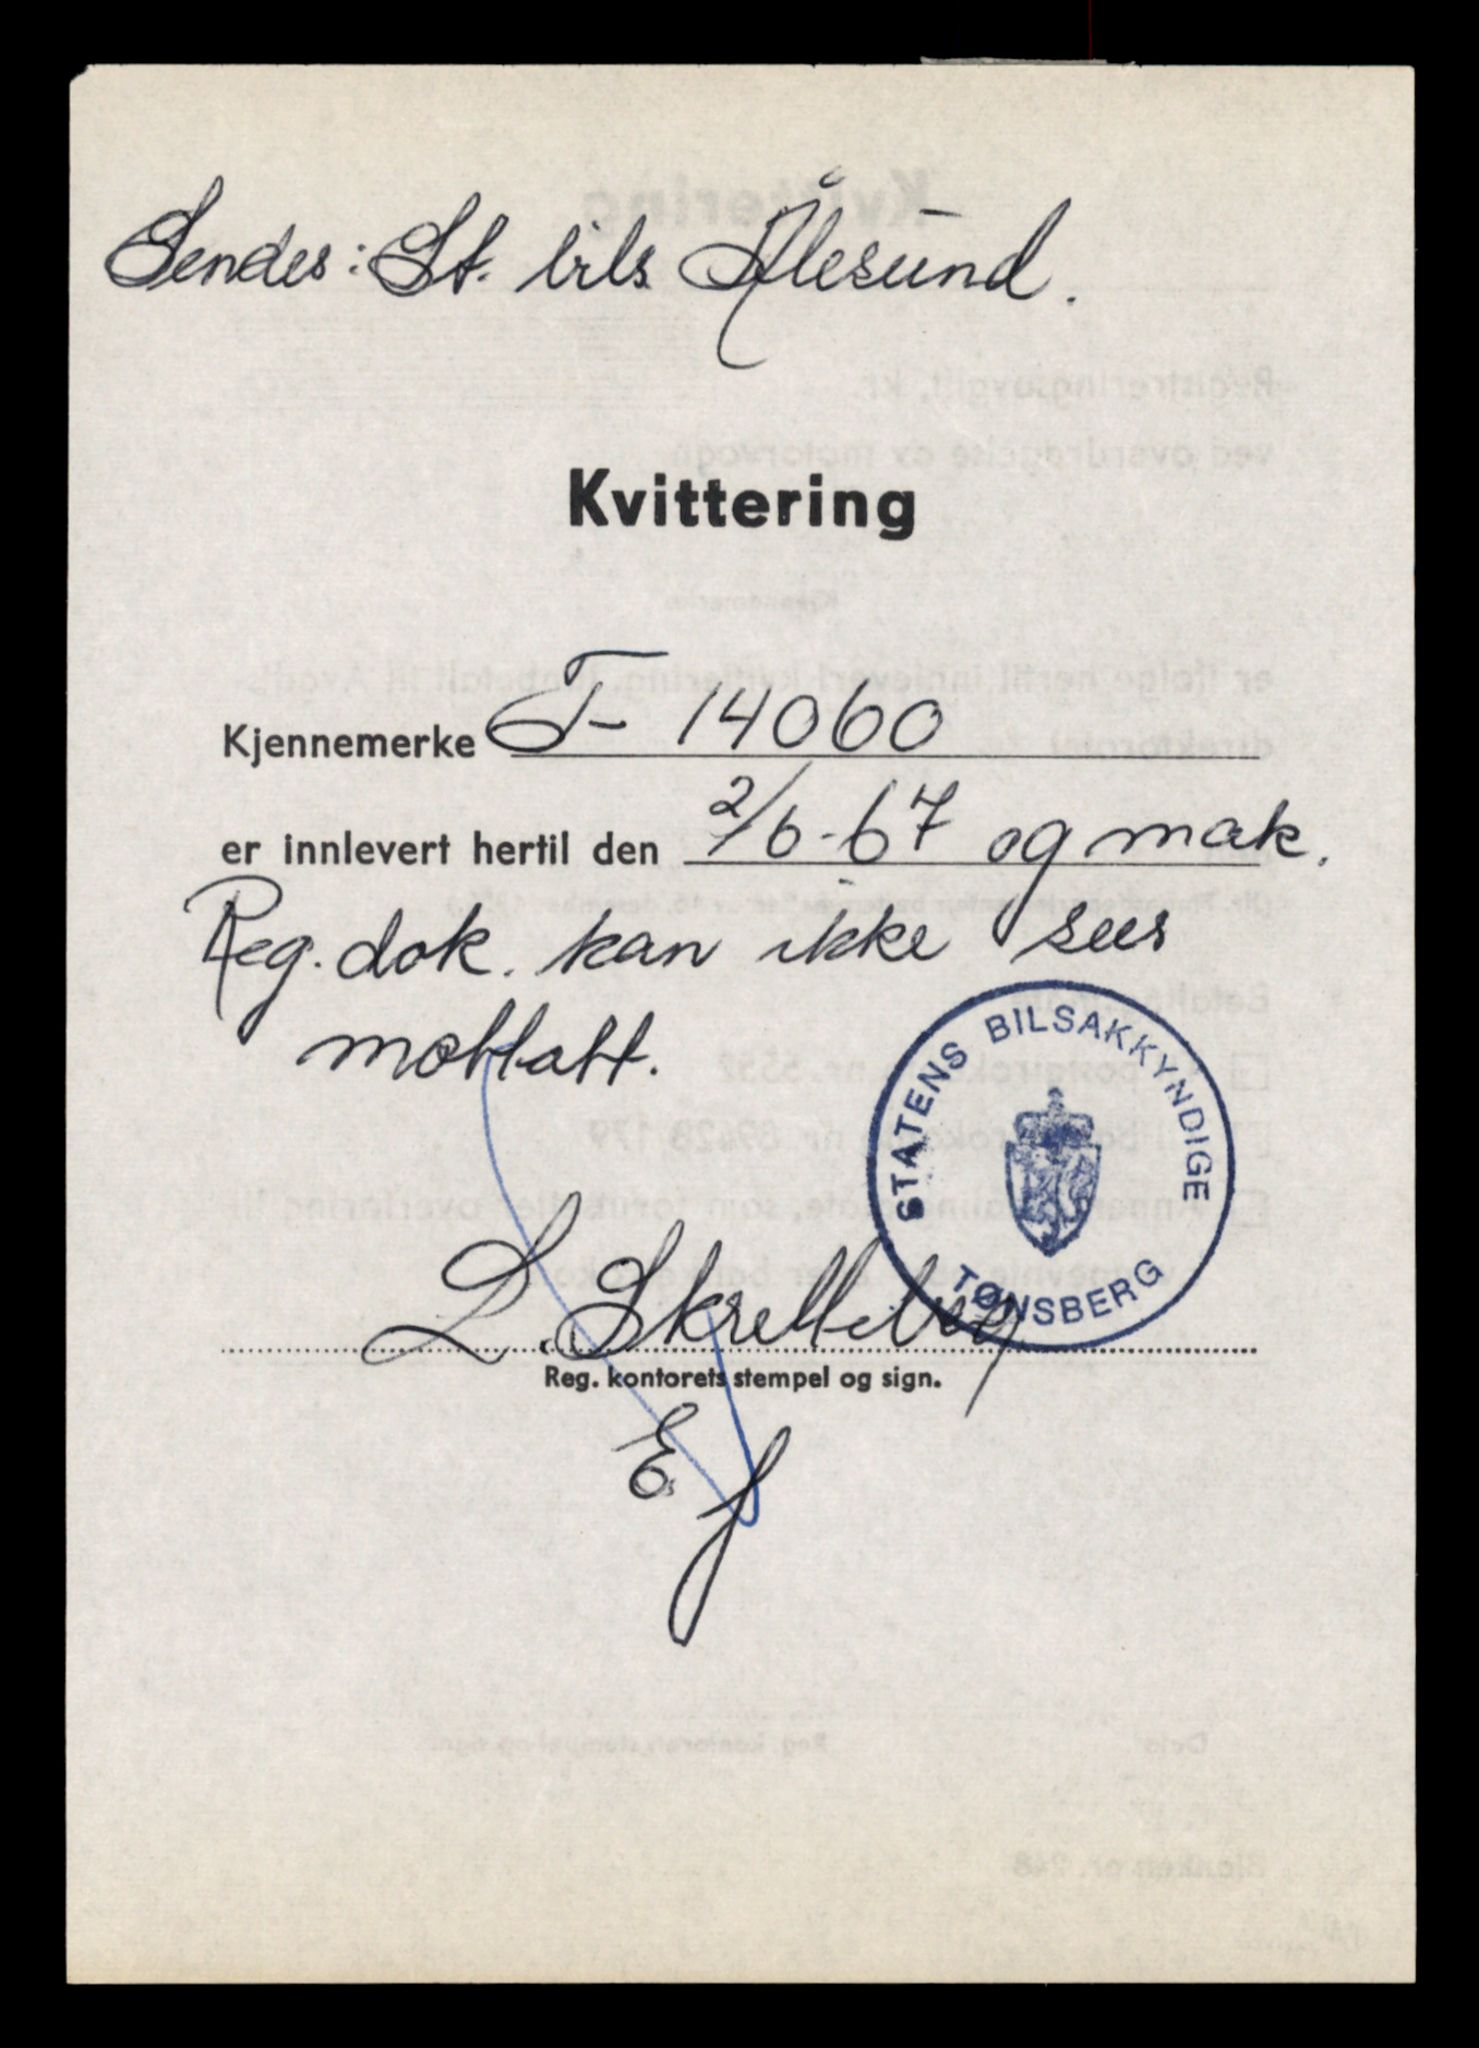 Sendes: St. bils Ålesund.
Kvittering
Kjennemerke T- 14060
er innlevert hertil den 2/6-67 og mak.
Reg. dok. kan ikke sees
mottatt.
STATENS BILSAKKYNDIGE
TØNSBERG
L. Skretteberg
Reg. kontorets stempel og sign.